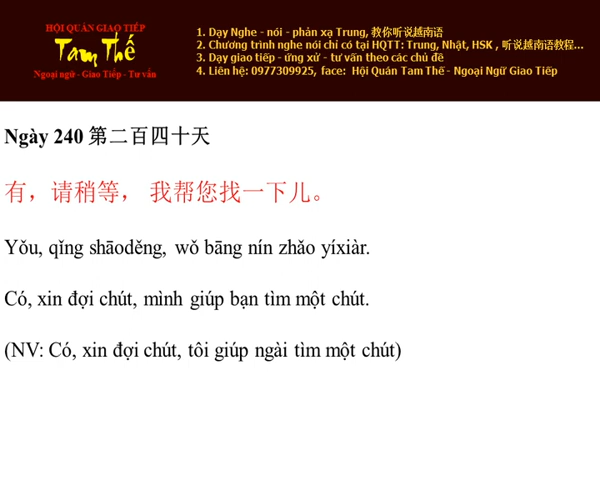 HỘI QUÁN GIAO TIẾP
Tam Thế
Ngoại ngữ - Giao Tiếp - Tư vấn
1. Dạy Nghe - nói - phản xạ Trung, 教你听说越南语
2. Chương trình nghe nói chỉ có tại HQTT: Trung, Nhật, HSK , 听说越南语教程...
3. Dạy giao tiếp - ứng xử - tư vấn theo các chủ đề
4. Liên hệ: 0977309925, face: Hội Quán Tam Thế - Ngoại Ngữ Giao Tiếp
Ngày 240 第二百四十天
有，请稍等， 我帮您找一下儿。
Yǒu, qǐng shāoděng, wǒ bāng nín zhǎo yíxiàr.
Có, xin đợi chút, mình giúp bạn tìm một chút.
(NV: Có, xin đợi chút, tôi giúp ngài tìm một chút)